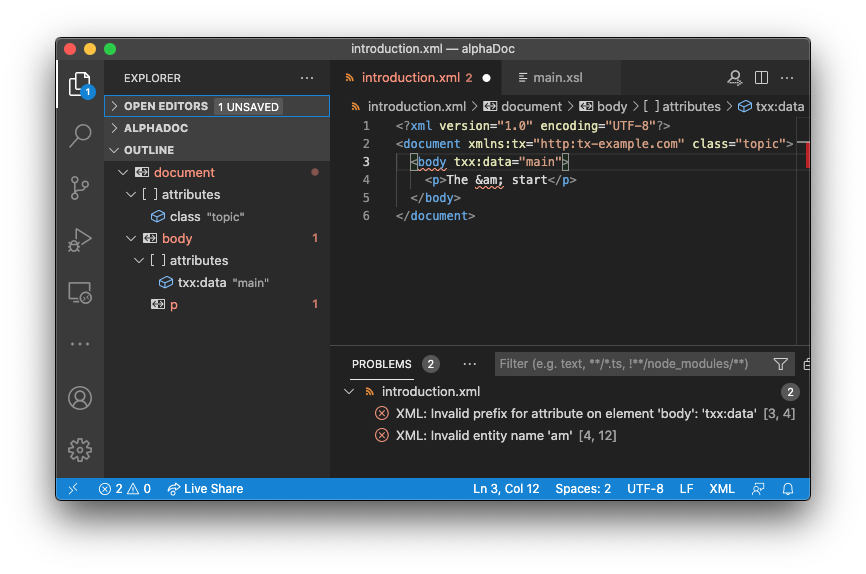 introduction.xml — alphaDoc
EXPLORER
OPEN EDITORS 1 UNSAVED
ALPHADOC
OUTLINE
document
[ ] attributes
class "topic"
body 1
[ ] attributes
txx:data "main"
p 1
1
introduction.xml 2
main.xsl
introduction.xml > document > body > [ ] attributes > txx:data
1 <?xml version="1.0" encoding="UTF-8"?>
2 <document xmlns:tx="http:tx-example.com" class="topic">
3 <body txx:data="main">
4 <p>The &am; start</p>
5 </body>
6 </document>
PROBLEMS 2 ··· Filter (e.g. text, **/*.ts, !**/node_modules/**)
introduction.xml 2
XML: Invalid prefix for attribute on element 'body': 'txx:data' [3, 4]
XML: Invalid entity name 'am' [4, 12]
2 0 Live Share Ln 3, Col 12 Spaces: 2 UTF-8 LF XML